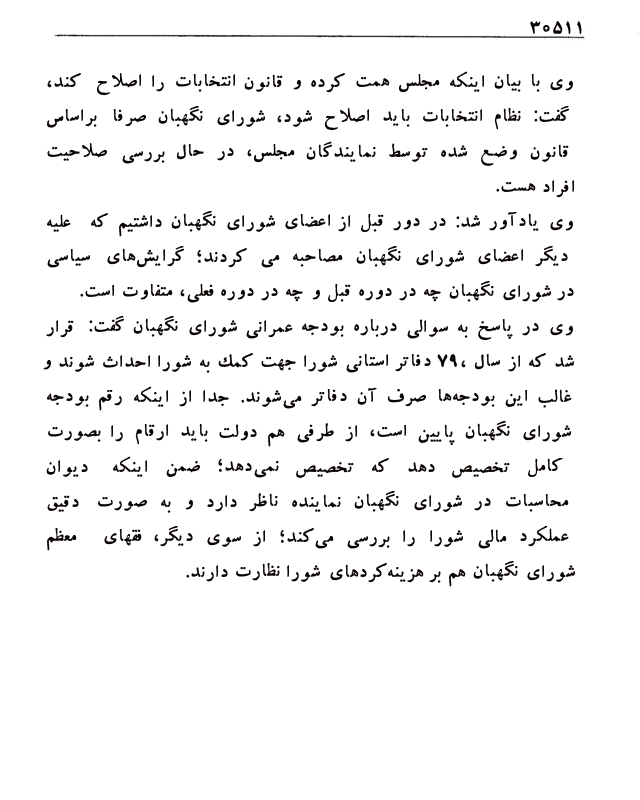 ۳۰۵۱۱
وی با بیان اینکه مجلس همت کرده و قانون انتخابات را اصلاح کند،
گفت: نظام انتخابات باید اصلاح شود، شورای نگهبان صرفا براساس
قانون وضع شده توسط نمایندگان مجلس، در حال بررسی صلاحیت
افراد هست.
وی یادآور شد: در دور قبل از اعضای شورای نگهبان داشتیم که علیه
دیگر اعضای شورای نگهبان مصاحبه می کردند؛ گرایش‌های سیاسی
در شورای نگهبان چه در دوره قبل و چه در دوره فعلی، متفاوت است.
وی در پاسخ به سوالی درباره بودجه عمرانی شورای نگهبان گفت: قرار
شد که از سال ۷۹، دفاتر استانی شورا جهت کمك به شورا احداث شوند و
غالب این بودجه‌ها صرف آن دفاتر می‌شوند. جدا از اینکه رقم بودجه
شورای نگهبان پایین است، از طرفی هم دولت باید ارقام را بصورت
کامل تخصیص دهد که تخصیص نمی‌دهد؛ ضمن اینکه دیوان
محاسبات در شورای نگهبان نماینده ناظر دارد و به صورت دقیق
عملکرد مالی شورا را بررسی می‌کند؛ از سوی دیگر، فقهای معظم
شورای نگهبان هم بر هزینه‌کردهای شورا نظارت دارند.